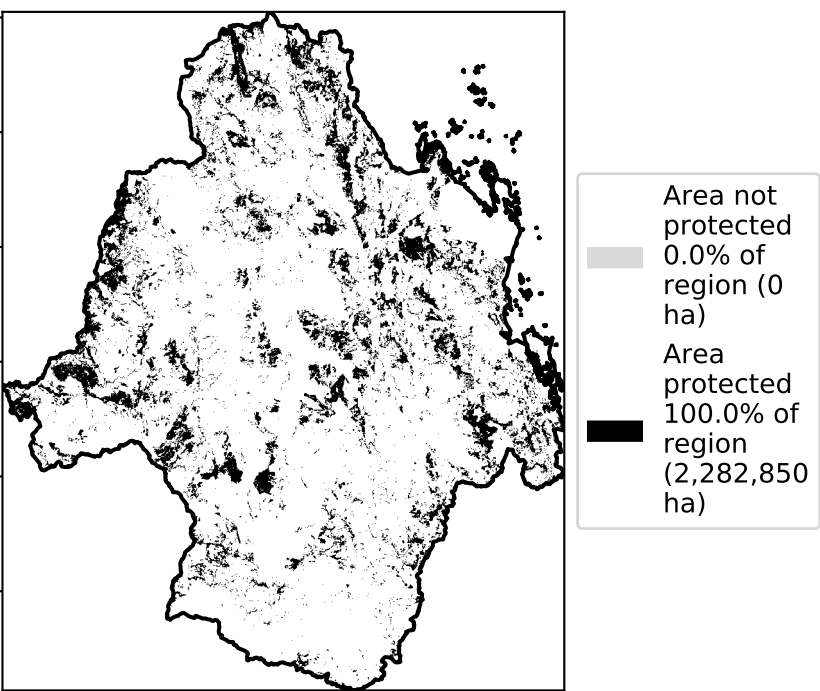 Area not
protected
0.0% of
region (0
ha)
Area
protected
100.0% of
region
(2,282,850
ha)